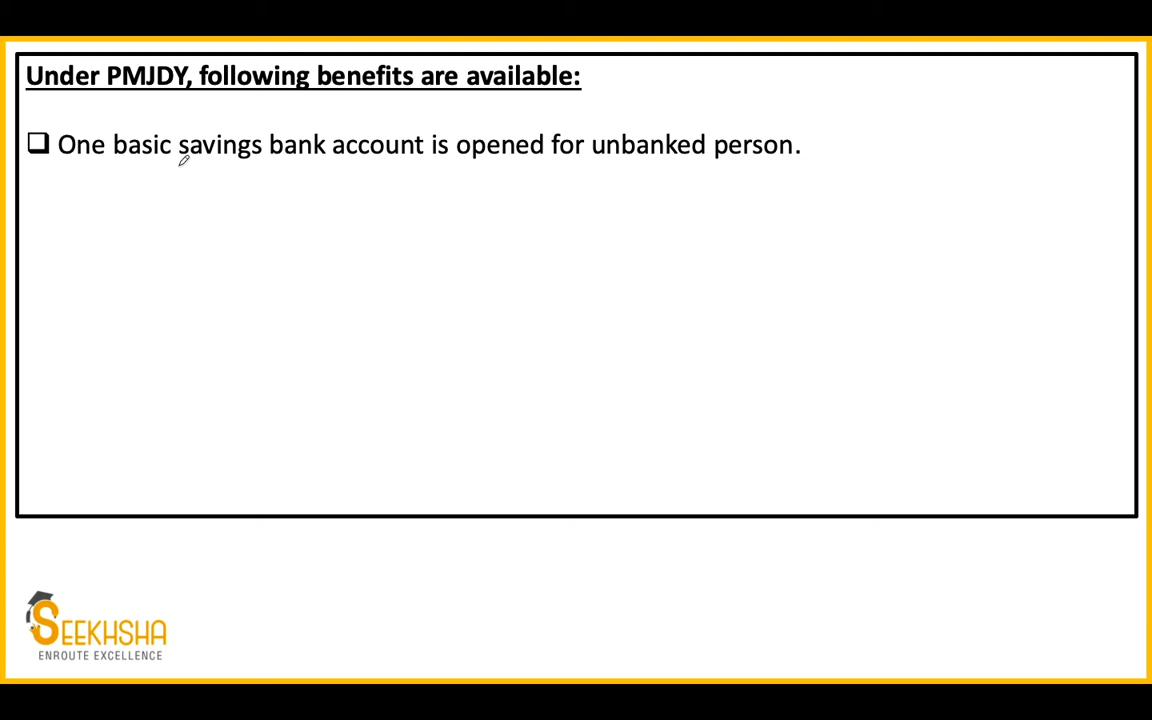 Under PMJDY, following benefits are available:
❑ One basic savings bank account is opened for unbanked person.
SEEKHSHA
ENROUTE EXCELLENCE